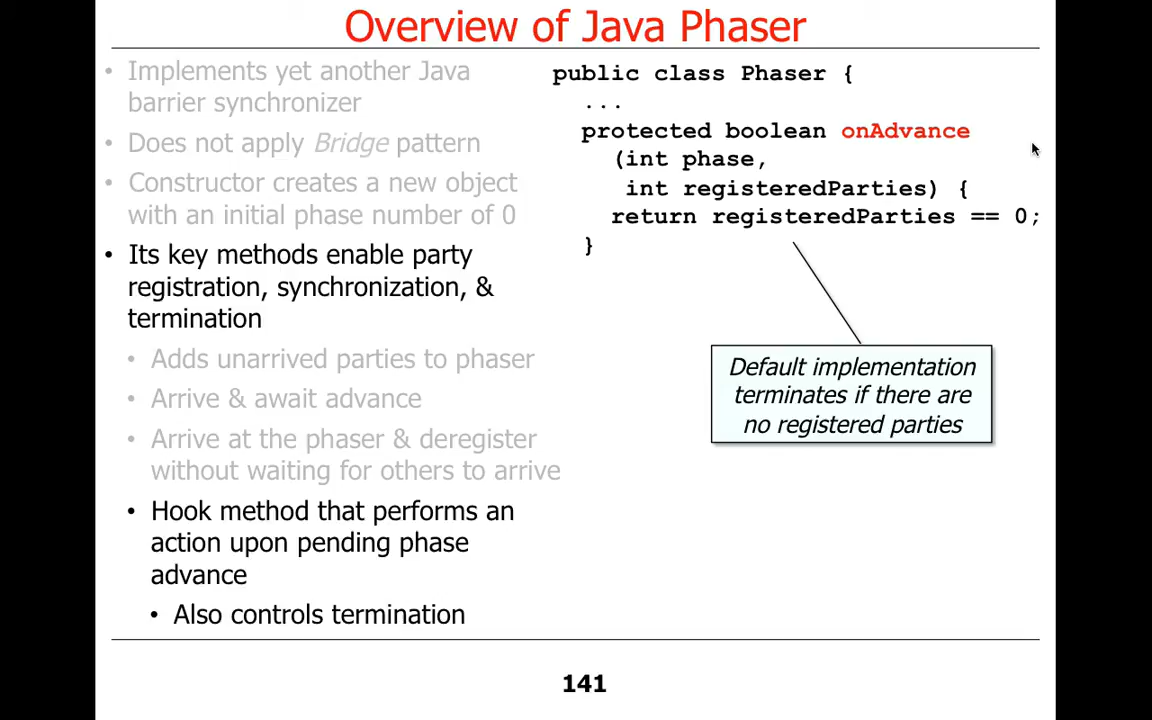 Overview of Java Phaser
• Implements yet another Java
barrier synchronizer
• Does not apply Bridge pattern
• Constructor creates a new object
with an initial phase number of 0
• Its key methods enable party
registration, synchronization, &
termination
• Adds unarrived parties to phaser
• Arrive & await advance
• Arrive at the phaser & deregister
without waiting for others to arrive
• Hook method that performs an
action upon pending phase
advance
• Also controls termination
public class Phaser {
...
protected boolean onAdvance
(int phase,
int registeredParties) {
return registeredParties == 0;
}
Default implementation
terminates if there are
no registered parties
141